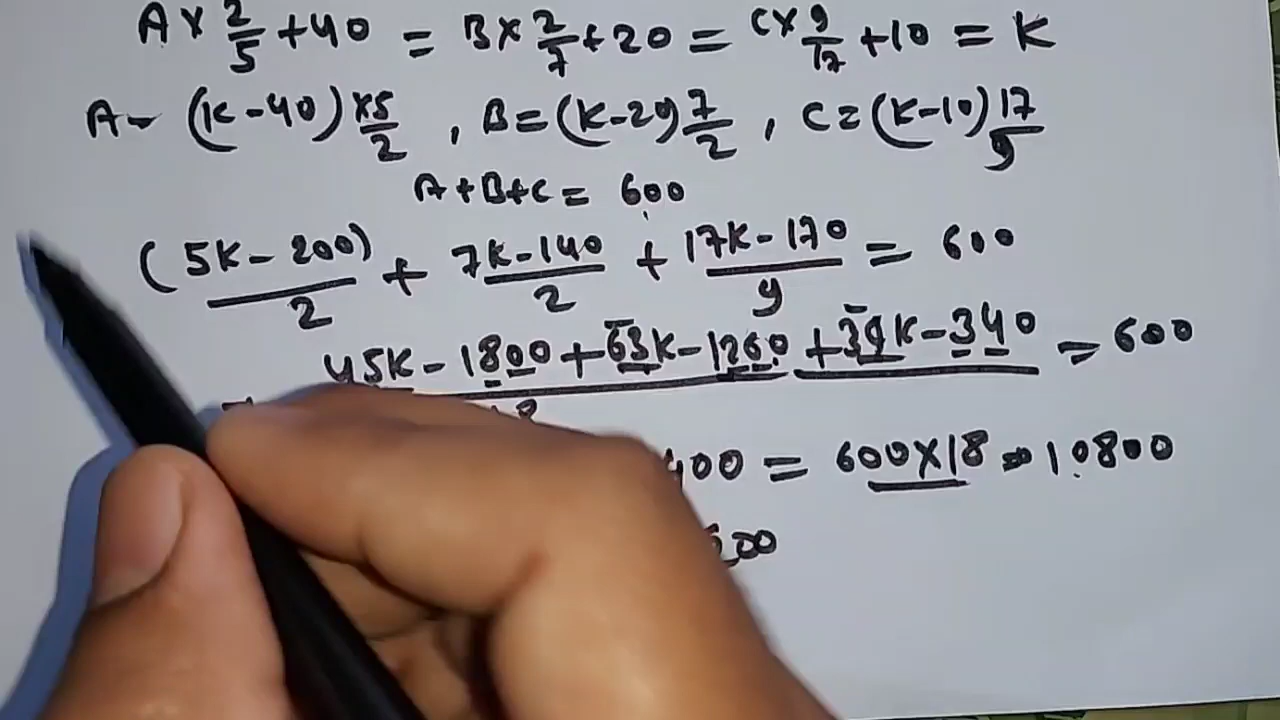 A × 2/5 + 40 = B × 2/7 + 20 = C × 9/17 + 10 = K
A = (K-40) × 5/2 , B = (K-20) 7/2 , C = (K-10) 17/9
A+B+C = 600
(5K - 200)/2 + 7K - 140/2 + 17K - 170/9 = 600
45K - 1800 + 63K - 1260 + 34K - 340/18 = 600
400 = 600 × 18 = 10800
00